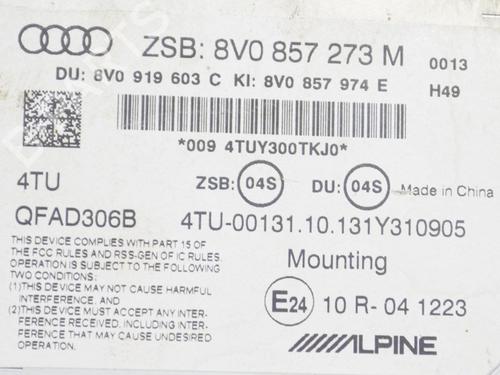 ZSB: 8V0 857 273 M 0013
DU: 8V0 919 603 C KI: 8V0 857 974 E H49
*009 4TUY300TKJ0*
4TU ZSB: 04S DU: 04S Made in China
QFAD306B 4TU-00131.10.131Y310905
THIS DEVICE COMPLIES WITH PART 15 OF
THE FCC RULES AND RSS-GEN OF IC RULES.
OPERATION IS SUBJECT TO THE FOLLOWING
TWO CONDITIONS:
(1)THIS DEVICE MAY NOT CAUSE HARMFUL
INTERFERENCE. AND
(2)THIS DEVICE MUST ACCEPT ANY INTER-
FERENCE RECEIVED. INCLUDING INTER-
FERENCE THAT MAY CAUSE UNDESIRED
OPERATION.
Mounting
E24 10 R- 04 1223
ALPINE